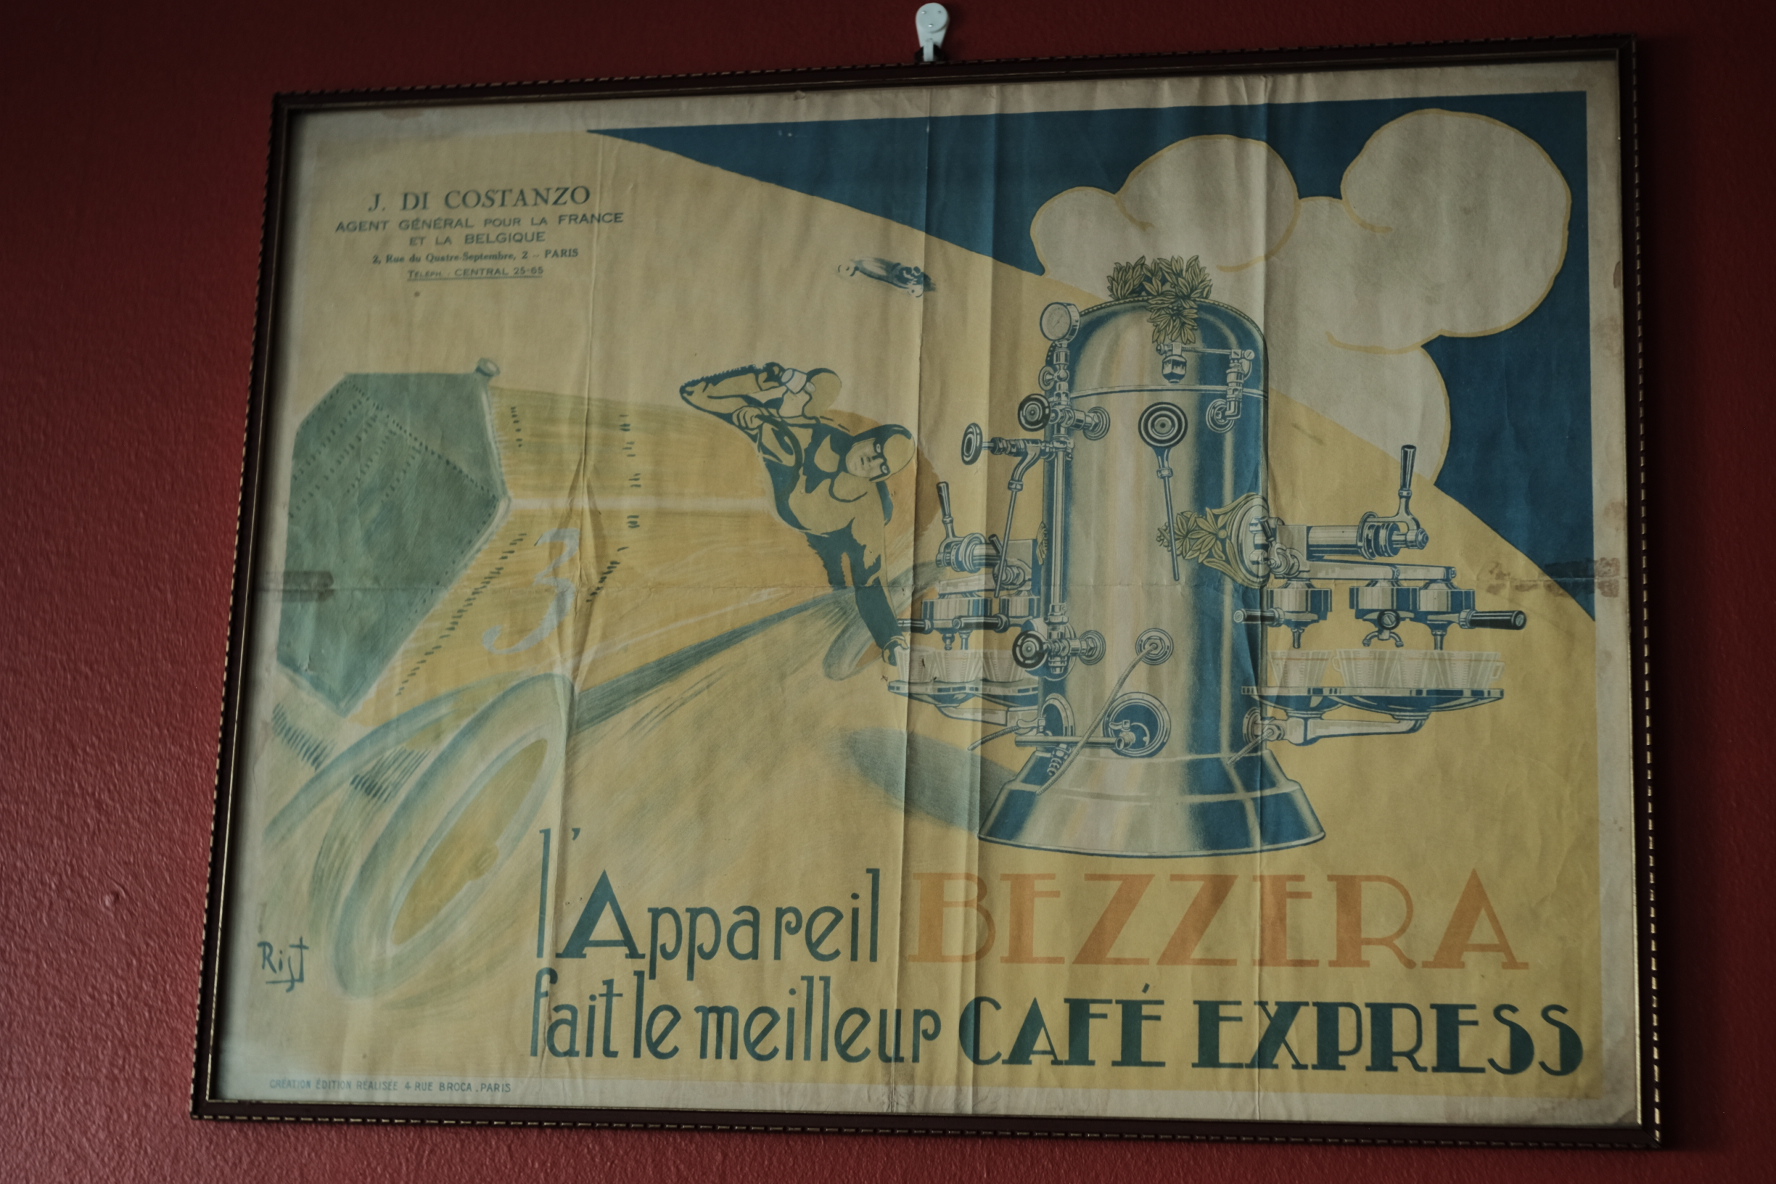 J. DI COSTANZO
AGENT GÉNÉRAL POUR LA FRANCE
ET LA BELGIQUE
2, Rue du Quatre-Septembre, 2 - PARIS
TÉLÉPH. : CENTRAL 25-65
3
l'Appareil BEZZERA
fait le meilleur CAFÉ EXPRESS
Rist
CRÉATION ÉDITION RÉALISÉE 4 RUE BROCA . PARIS